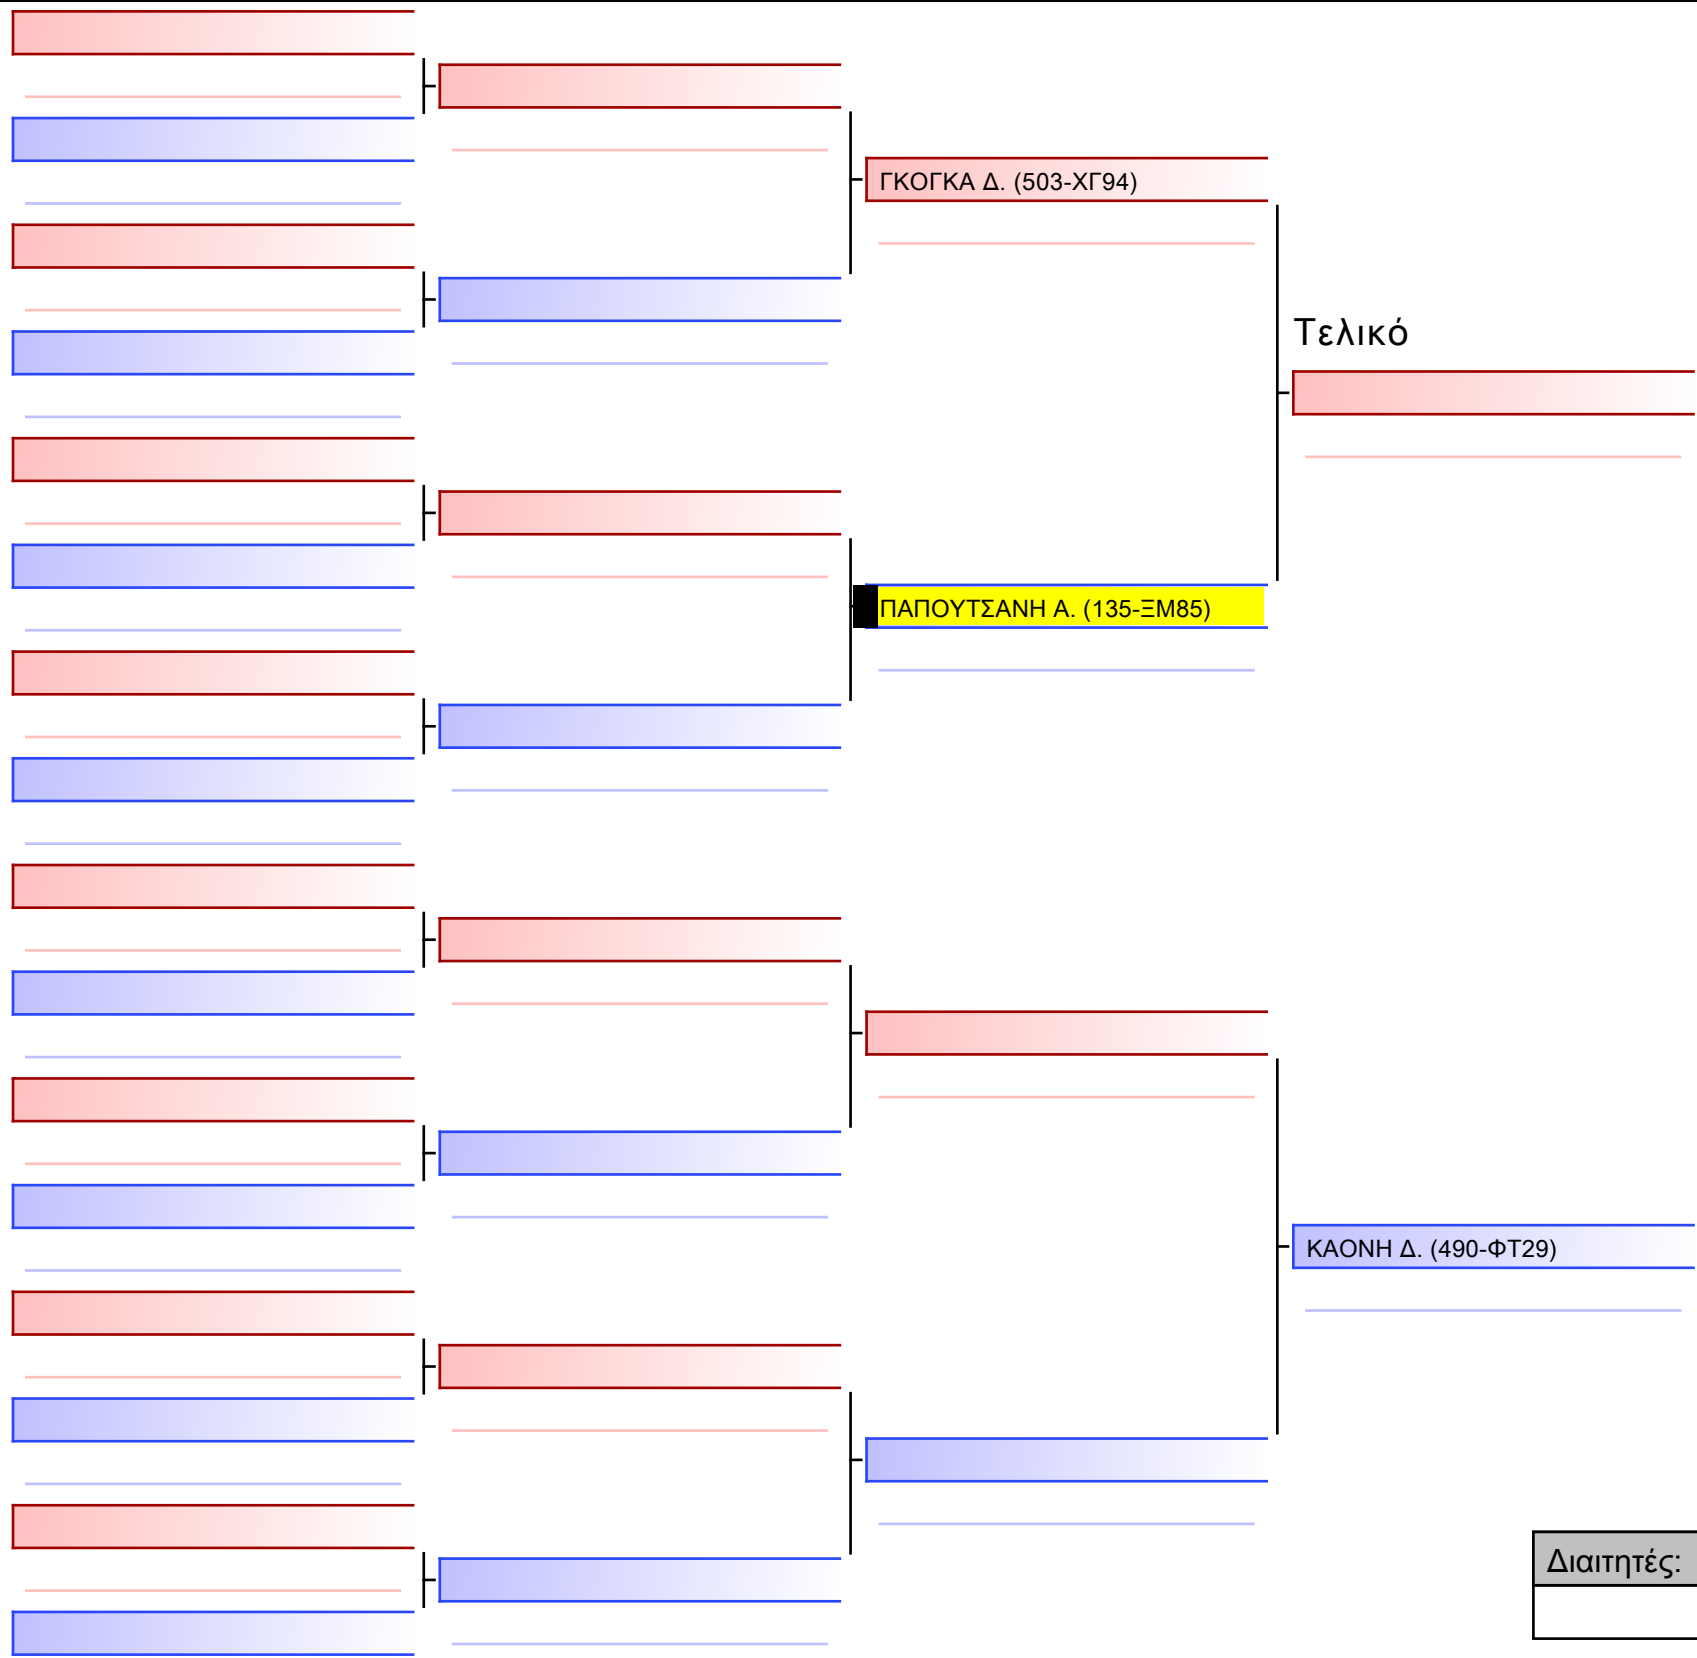 ΓΚΟΓΚΑ Δ. (503-ΧΓ94)
Τελικό
ΠΑΠΟΥΤΣΑΝΗ Α. (135-ΞΜ85)
ΚΑΟΝΗ Δ. (490-ΦΤ29)
Διαιτητές: